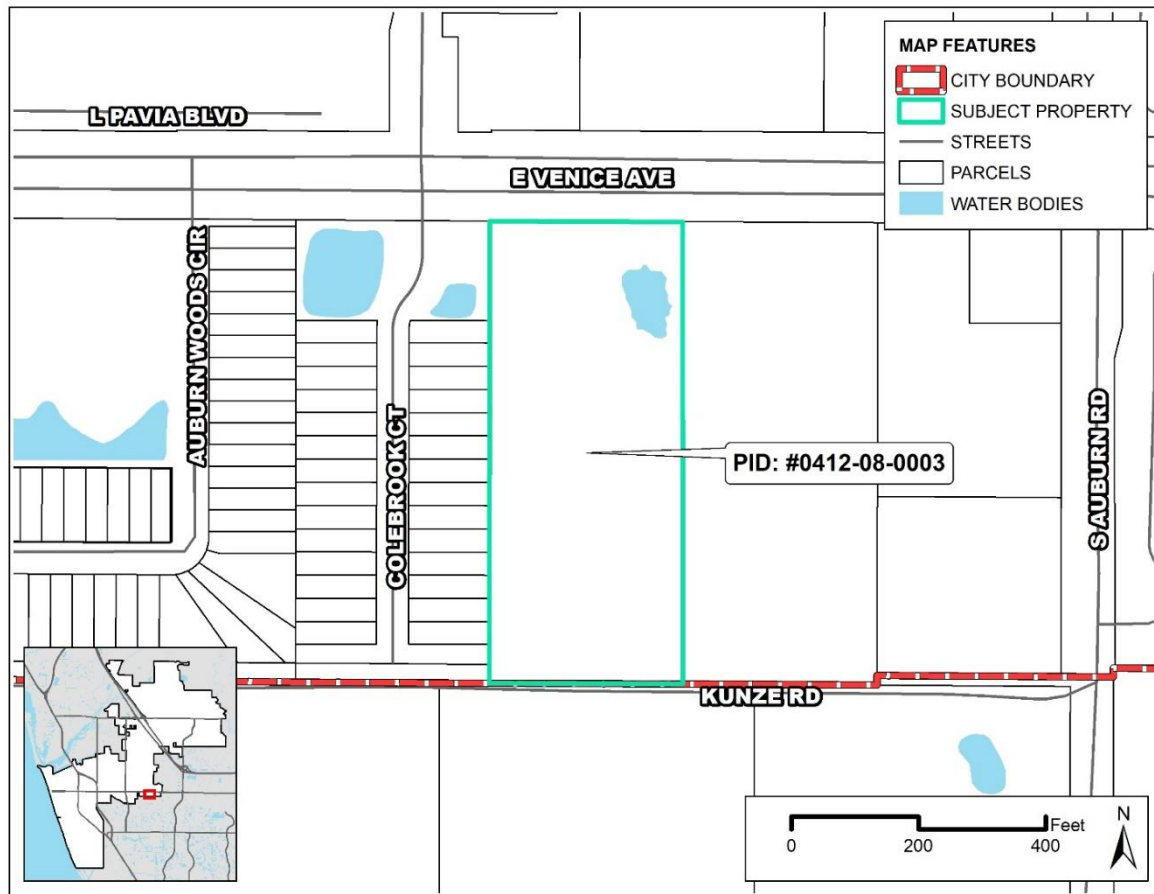 MAP FEATURES
CITY BOUNDARY
SUBJECT PROPERTY
STREETS
PARCELS
WATER BODIES
L PAVIA BLVD
E VENICE AVE
AUBURN WOODS CIR
COLEBROOK CT
PID: #0412-08-0003
S AUBURN RD
KUNZE RD
Feet
0 200 400
N